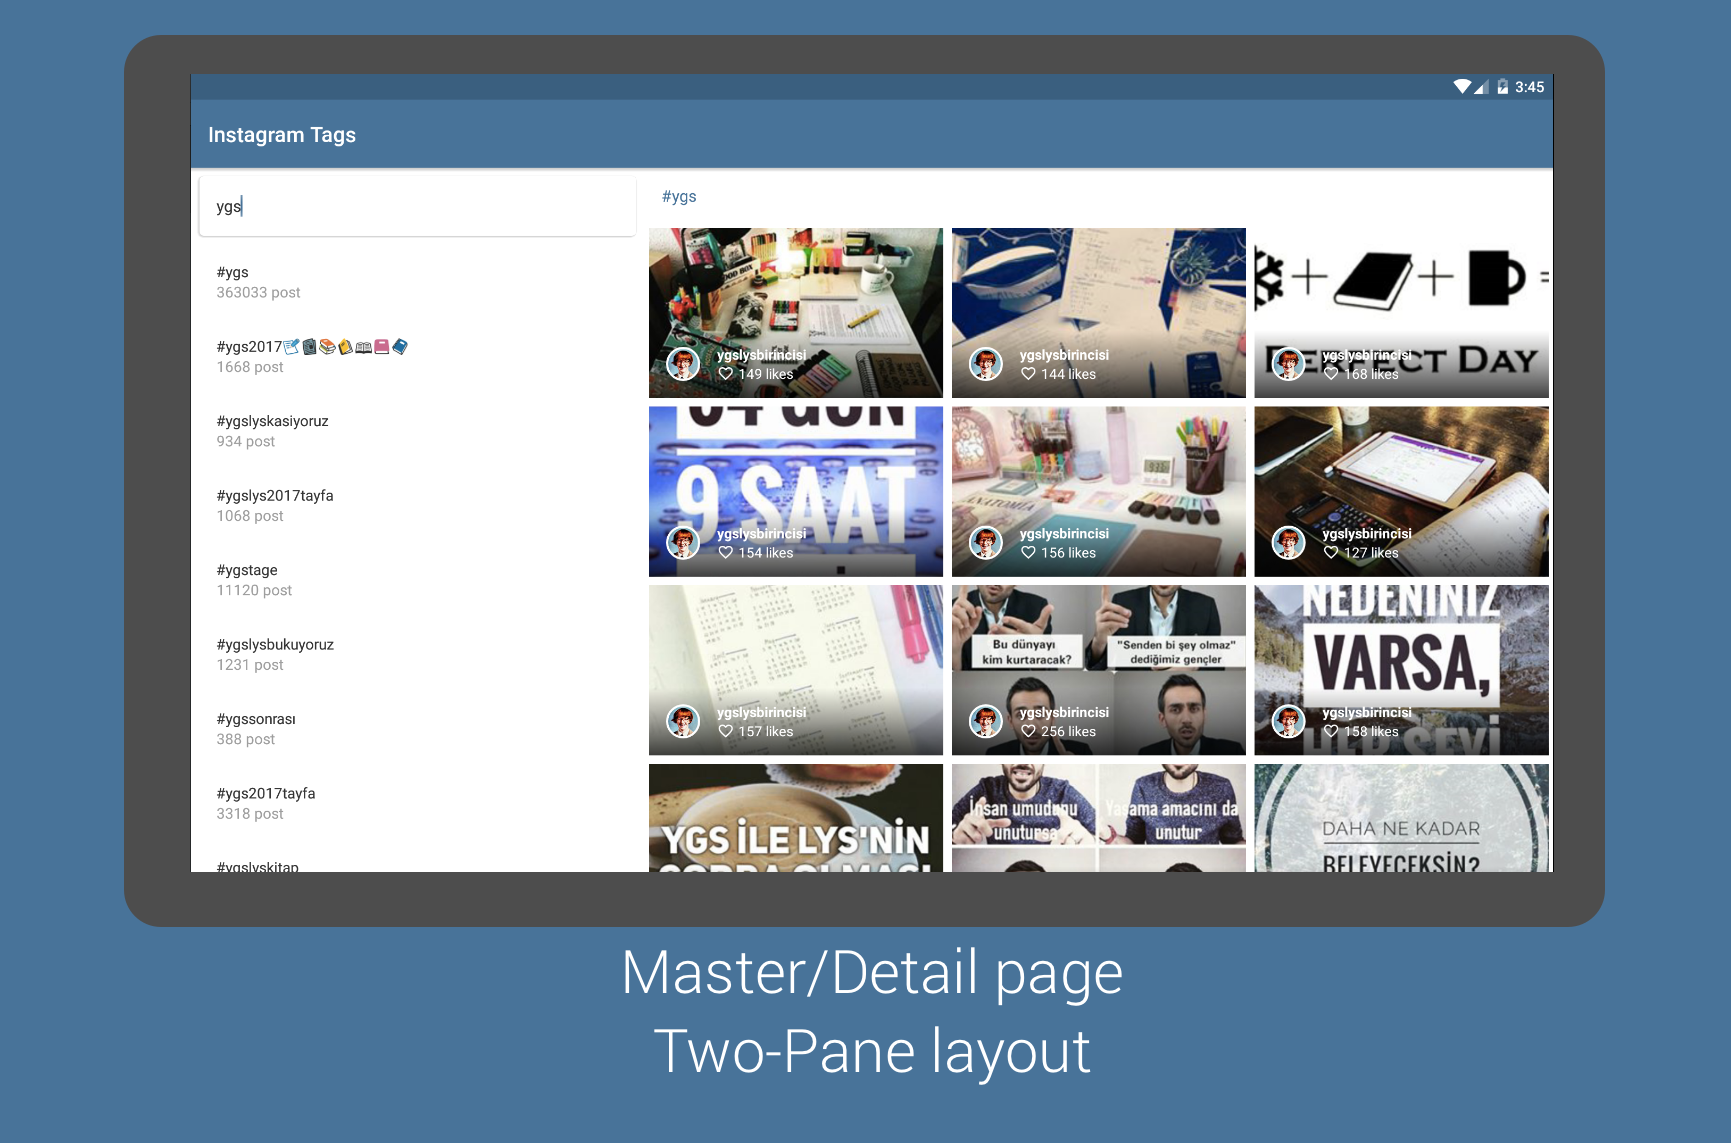 3:45
Instagram Tags
ygs
#ygs
363033 post
#ygs2017📝📓📚📒📖📕📘
1668 post
#ygslyskasiyoruz
934 post
#ygslys2017tayfa
1068 post
#ygstage
11120 post
#ygslysbukuyoruz
1231 post
#ygssonrası
388 post
#ygs2017tayfa
3318 post
#ygslyskitap
#ygs
ygslysbirincisi
149 likes
ygslysbirincisi
144 likes
+ + =
PERFECT DAY
ygslysbirincisi
168 likes
9 SAAT
ygslysbirincisi
154 likes
ANATOMIA
ygslysbirincisi
156 likes
ygslysbirincisi
127 likes
ygslysbirincisi
157 likes
Bu dünyayı
kim kurtaracak?
"Senden bi şey olmaz"
dediğimiz gençler
ygslysbirincisi
256 likes
NEDENİNİZ
VARSA,
HER ŞEYİ
ygslysbirincisi
158 likes
YGS İLE LYS'NİN
İnsan umudunu
unutursa
Yaşama amacını da
unutur
DAHA NE KADAR
BEKLEYECEKSİN?
Master/Detail page
Two-Pane layout